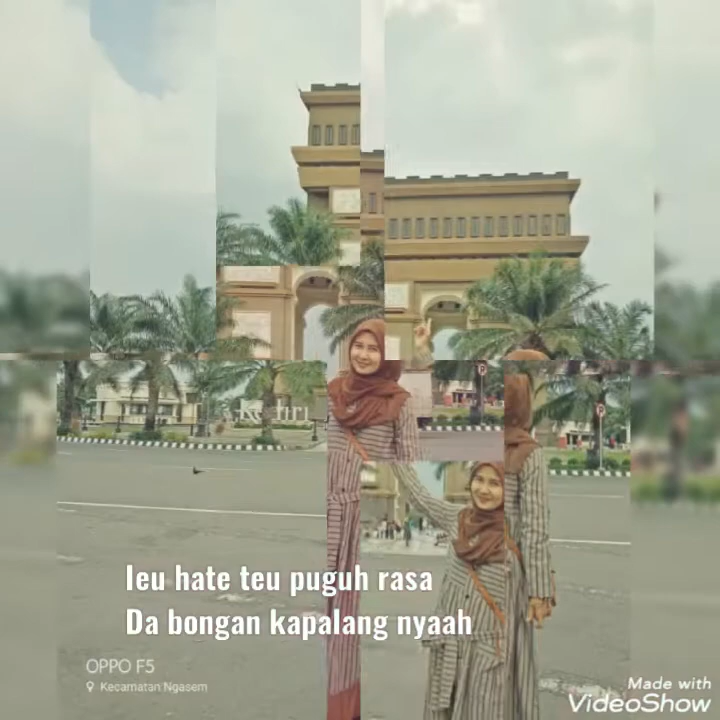 Ieu hate teu puguh rasa
Da bongan kapalang nyaah
OPPO F5
Kecamatan Ngasem
Made with
VideoShow